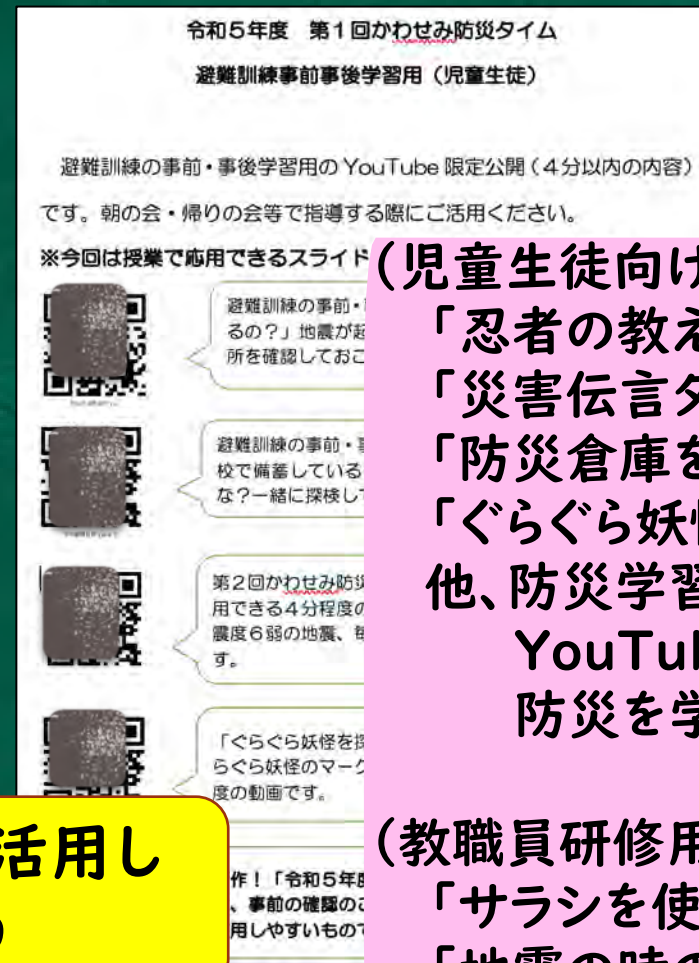 令和5年度　第1回かわせみ防災タイム
避難訓練事前事後学習用（児童生徒）
避難訓練の事前・事後学習用の YouTube 限定公開（4分以内の内容）
です。朝の会・帰りの会等で指導する際にご活用ください。
※今回は授業で応用できるスライド
避難訓練の事前・
るの？」地震が起
所を確認しておこ
避難訓練の事前・
校で備蓄している
な？一緒に探検し
第2回かわせみ防災
用できる4分程度の
震度6弱の地震、
す。
「ぐらぐら妖怪を探
らぐら妖怪のマーク
度の動画です。
作！「令和5年度
、事前の確認のこ
用しやすいもので
（児童生徒向け
「忍者の教え
「災害伝言ダ
「防災倉庫を
「ぐらぐら妖怪
他、防災学習
YouTu
防災を学
（教職員研修用
「サラシを使
「地震の時の
活用し